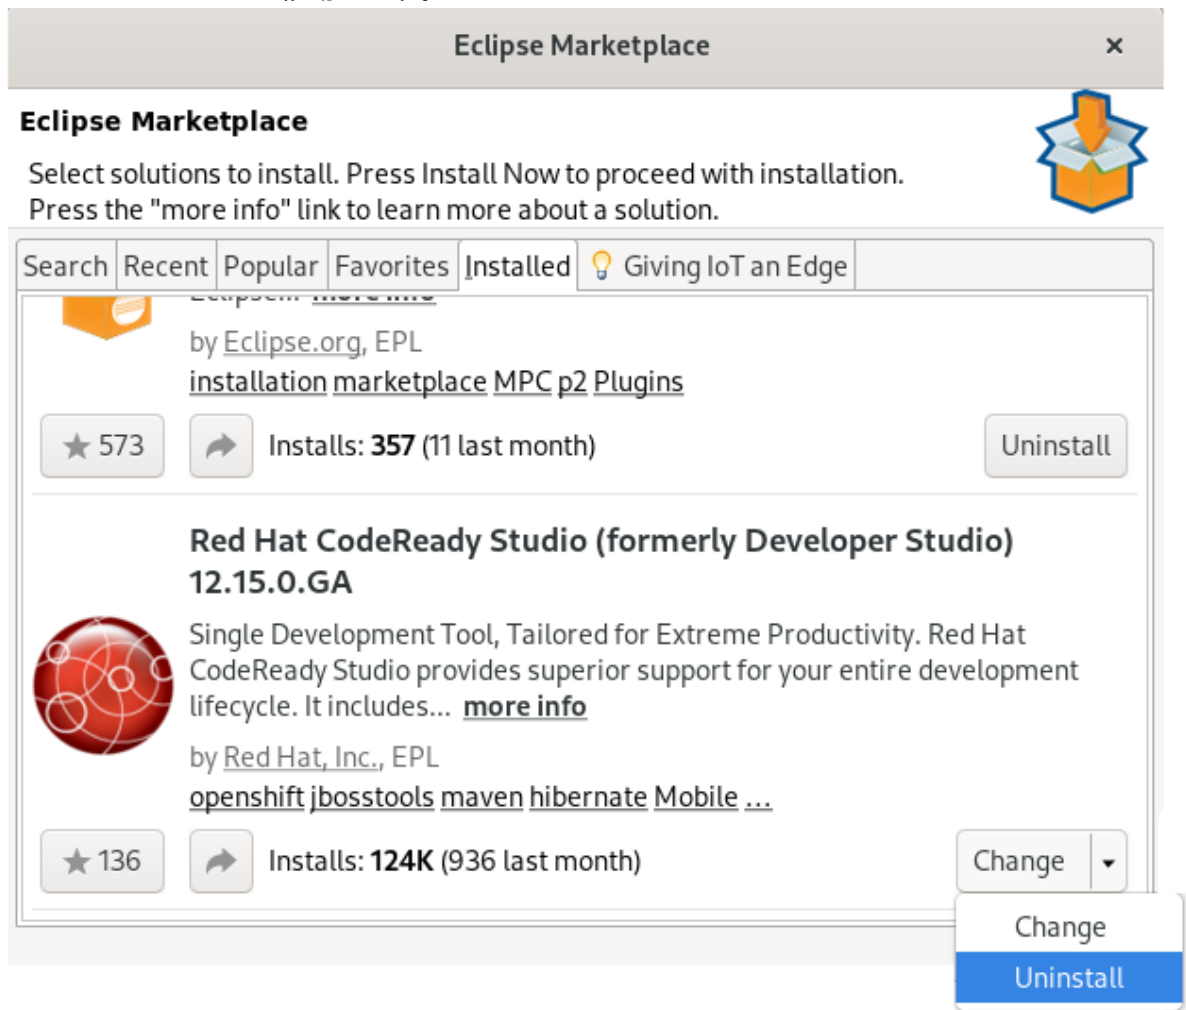 Eclipse Marketplace
Eclipse Marketplace
Select solutions to install. Press Install Now to proceed with installation.
Press the "more info" link to learn more about a solution.
Search Recent Popular Favorites Installed Giving IoT an Edge
Eclipse... more info
by Eclipse.org, EPL
installation marketplace MPC p2 Plugins
573 Installs: 357 (11 last month) Uninstall
Red Hat CodeReady Studio (formerly Developer Studio)
12.15.0.GA
Single Development Tool, Tailored for Extreme Productivity. Red Hat
CodeReady Studio provides superior support for your entire development
lifecycle. It includes... more info
by Red Hat, Inc., EPL
openshift jbosstools maven hibernate Mobile ...
136 Installs: 124K (936 last month) Change
Change
Uninstall